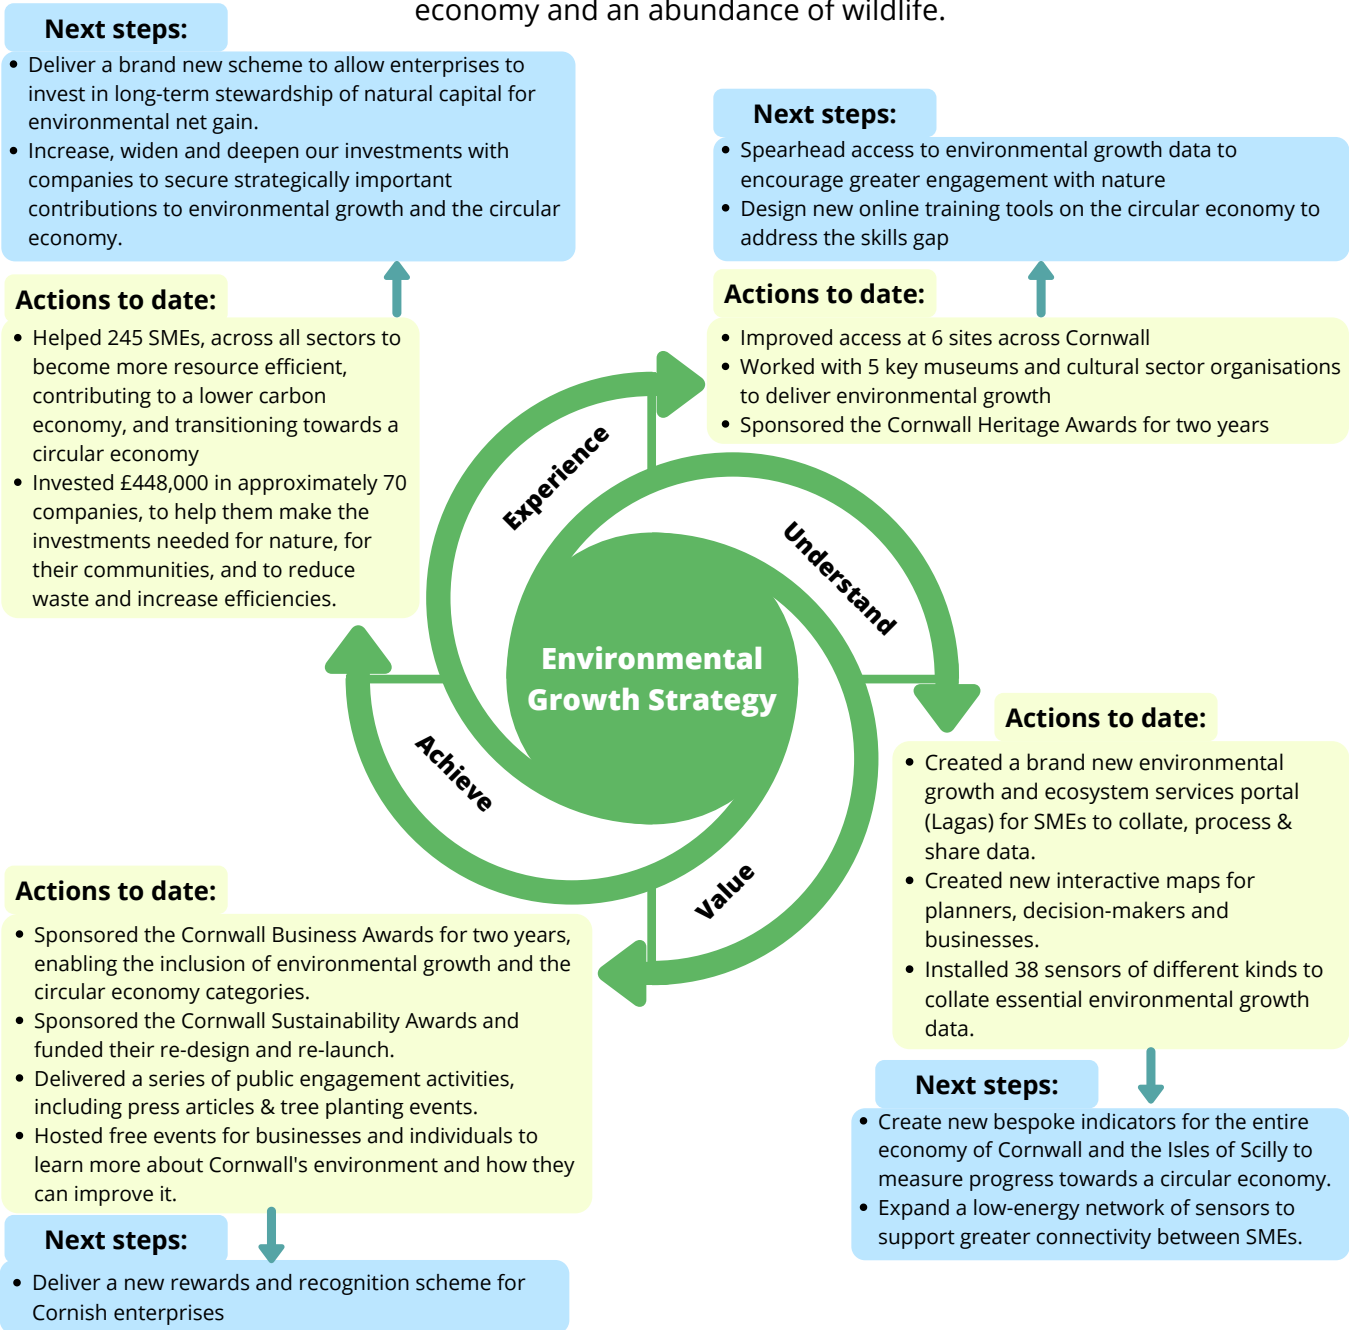 economy and an abundance of wildlife.
Next steps:
• Deliver a brand new scheme to allow enterprises to
invest in long-term stewardship of natural capital for
environmental net gain.
• Increase, widen and deepen our investments with
companies to secure strategically important
contributions to environmental growth and the circular
economy.
Actions to date:
• Helped 245 SMEs, across all sectors to
become more resource efficient,
contributing to a lower carbon
economy, and transitioning towards a
circular economy
• Invested £448,000 in approximately 70
companies, to help them make the
investments needed for nature, for
their communities, and to reduce
waste and increase efficiencies.
Next steps:
• Spearhead access to environmental growth data to
encourage greater engagement with nature
• Design new online training tools on the circular economy to
address the skills gap
Actions to date:
• Improved access at 6 sites across Cornwall
• Worked with 5 key museums and cultural sector organisations
to deliver environmental growth
• Sponsored the Cornwall Heritage Awards for two years
Experience
Understand
Environmental
Growth Strategy
Achieve
Value
Actions to date:
• Created a brand new environmental
growth and ecosystem services portal
(Lagas) for SMEs to collate, process &
share data.
• Created new interactive maps for
planners, decision-makers and
businesses.
• Installed 38 sensors of different kinds to
collate essential environmental growth
data.
Next steps:
• Create new bespoke indicators for the entire
economy of Cornwall and the Isles of Scilly to
measure progress towards a circular economy.
• Expand a low-energy network of sensors to
support greater connectivity between SMEs.
Actions to date:
• Sponsored the Cornwall Business Awards for two years,
enabling the inclusion of environmental growth and the
circular economy categories.
• Sponsored the Cornwall Sustainability Awards and
funded their re-design and re-launch.
• Delivered a series of public engagement activities,
including press articles & tree planting events.
• Hosted free events for businesses and individuals to
learn more about Cornwall's environment and how they
can improve it.
Next steps:
• Deliver a new rewards and recognition scheme for
Cornish enterprises